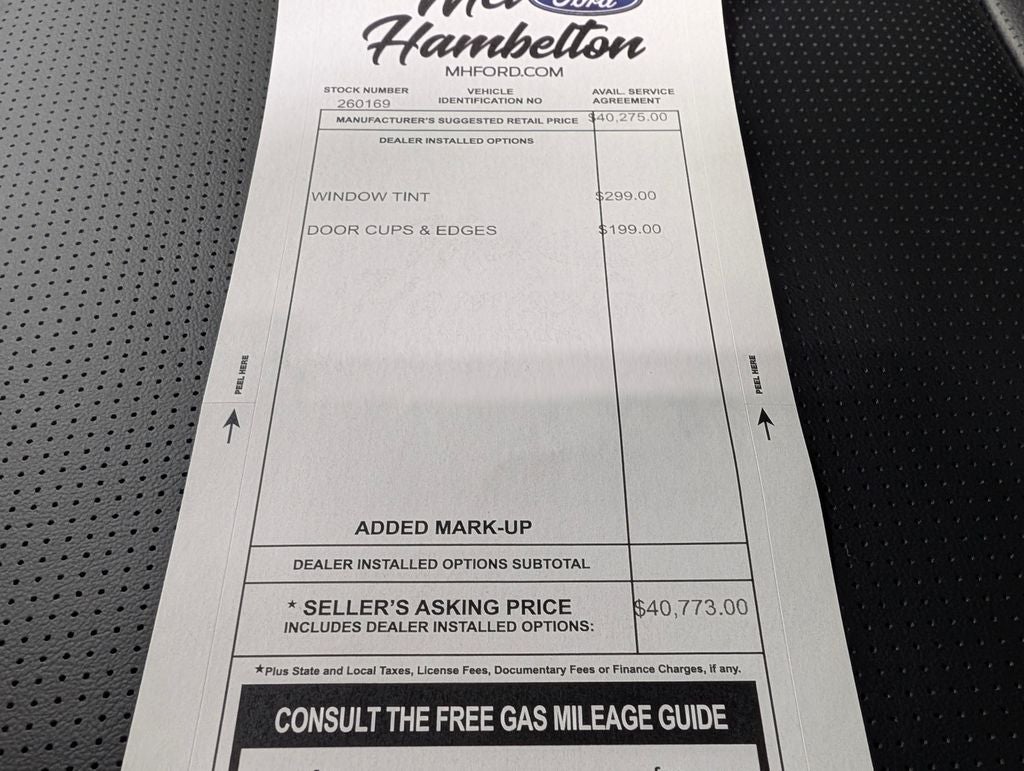 Mel Ford
Hambelton
MHFORD.COM
STOCK NUMBER VEHICLE IDENTIFICATION NO AVAIL. SERVICE AGREEMENT
260169
MANUFACTURER'S SUGGESTED RETAIL PRICE $40,275.00
DEALER INSTALLED OPTIONS
WINDOW TINT $299.00
DOOR CUPS & EDGES $199.00
PEEL HERE PEEL HERE
ADDED MARK-UP
DEALER INSTALLED OPTIONS SUBTOTAL
* SELLER'S ASKING PRICE $40,773.00
INCLUDES DEALER INSTALLED OPTIONS:
*Plus State and Local Taxes, License Fees, Documentary Fees or Finance Charges, if any.
CONSULT THE FREE GAS MILEAGE GUIDE